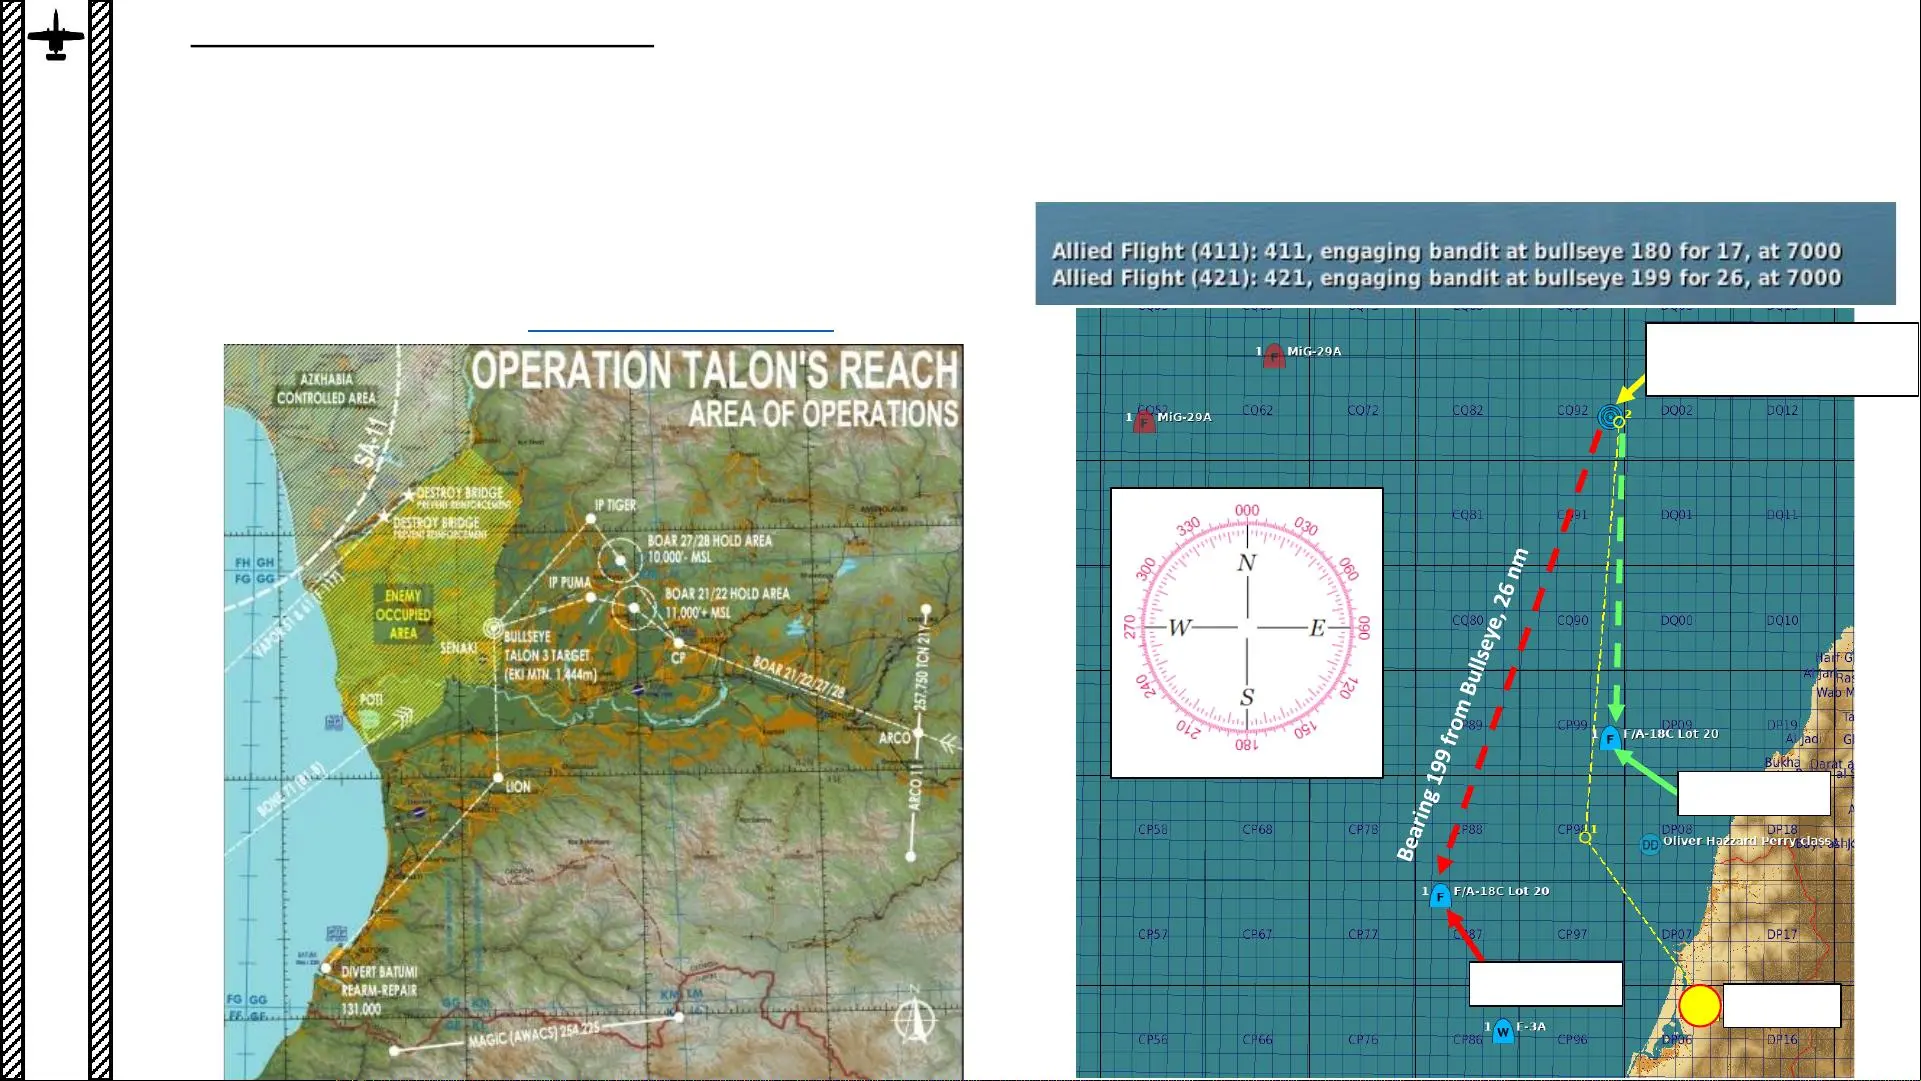 Allied Flight (411): 411, engaging bandit at bullseye 180 for 17, at 7000
Allied Flight (421): 421, engaging bandit at bullseye 199 for 26, at 7000
OPERATION TALON'S REACH
AREA OF OPERATIONS
AZKHABIA
CONTROLLED AREA
SA-11
DESTROY BRIDGE
PREVENT REINFORCEMENT
DESTROY BRIDGE
PREVENT REINFORCEMENT
IP TIGER
BOAR 27/28 HOLD AREA
10.000'- MSL
FH GH
FG GG
IP PUMA
BOAR 21/22 HOLD AREA
11.000'+ MSL
ENEMY
OCCUPIED
AREA
BULLSEYE
TALON 3 TARGET
(EKI MTN. 1,444m)
SENAKI
CP
BOAR 21/22/27/28
257.750 TCN 21Y
POTI
ARCO
ARCO 11
LION
DIVERT BATUMI
REARM-REPAIR
131.000
FG GG
GG KM
KM LM
MAGIC (AWACS) 254.225
1 MiG-29A
F
1 MiG-29A
F
CQ52 CQ62 CQ72 CQ82 CQ92 DQ02 DQ12
2
CQ81 DQ01 DQ11
000
330 030
300 060
270 090
240 120
210 150
180
N
W E
S
CQ80 CQ90 DQ00 DQ10
Bearing 199 from Bullseye, 26 nm
CP99 DP09 DP19
1 F/A-18C Lot 20
F
Bukha
CP58 CP68 CP78 CP88 DP08 DP18
1
DD Oliver Hazzard Perry class
1 F/A-18C Lot 20
F
CP57 CP67 CP77 CP97 DP07 DP17
1 E-3A
W
CP56 CP66 CP76 CP86 CP96 DP06 DP16